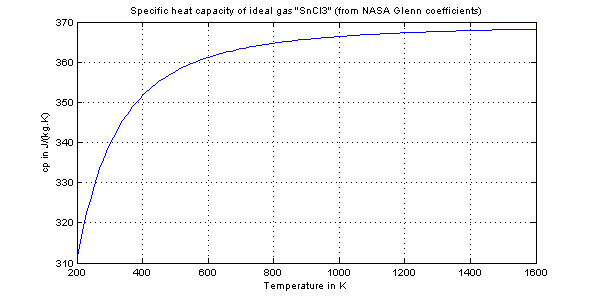 Specific heat capacity of ideal gas "SnCl3" (from NASA Glenn coefficients)
370
360
350
340
330
320
310
cp in J/(kg.K)
200 400 600 800 1000 1200 1400 1600
Temperature in K